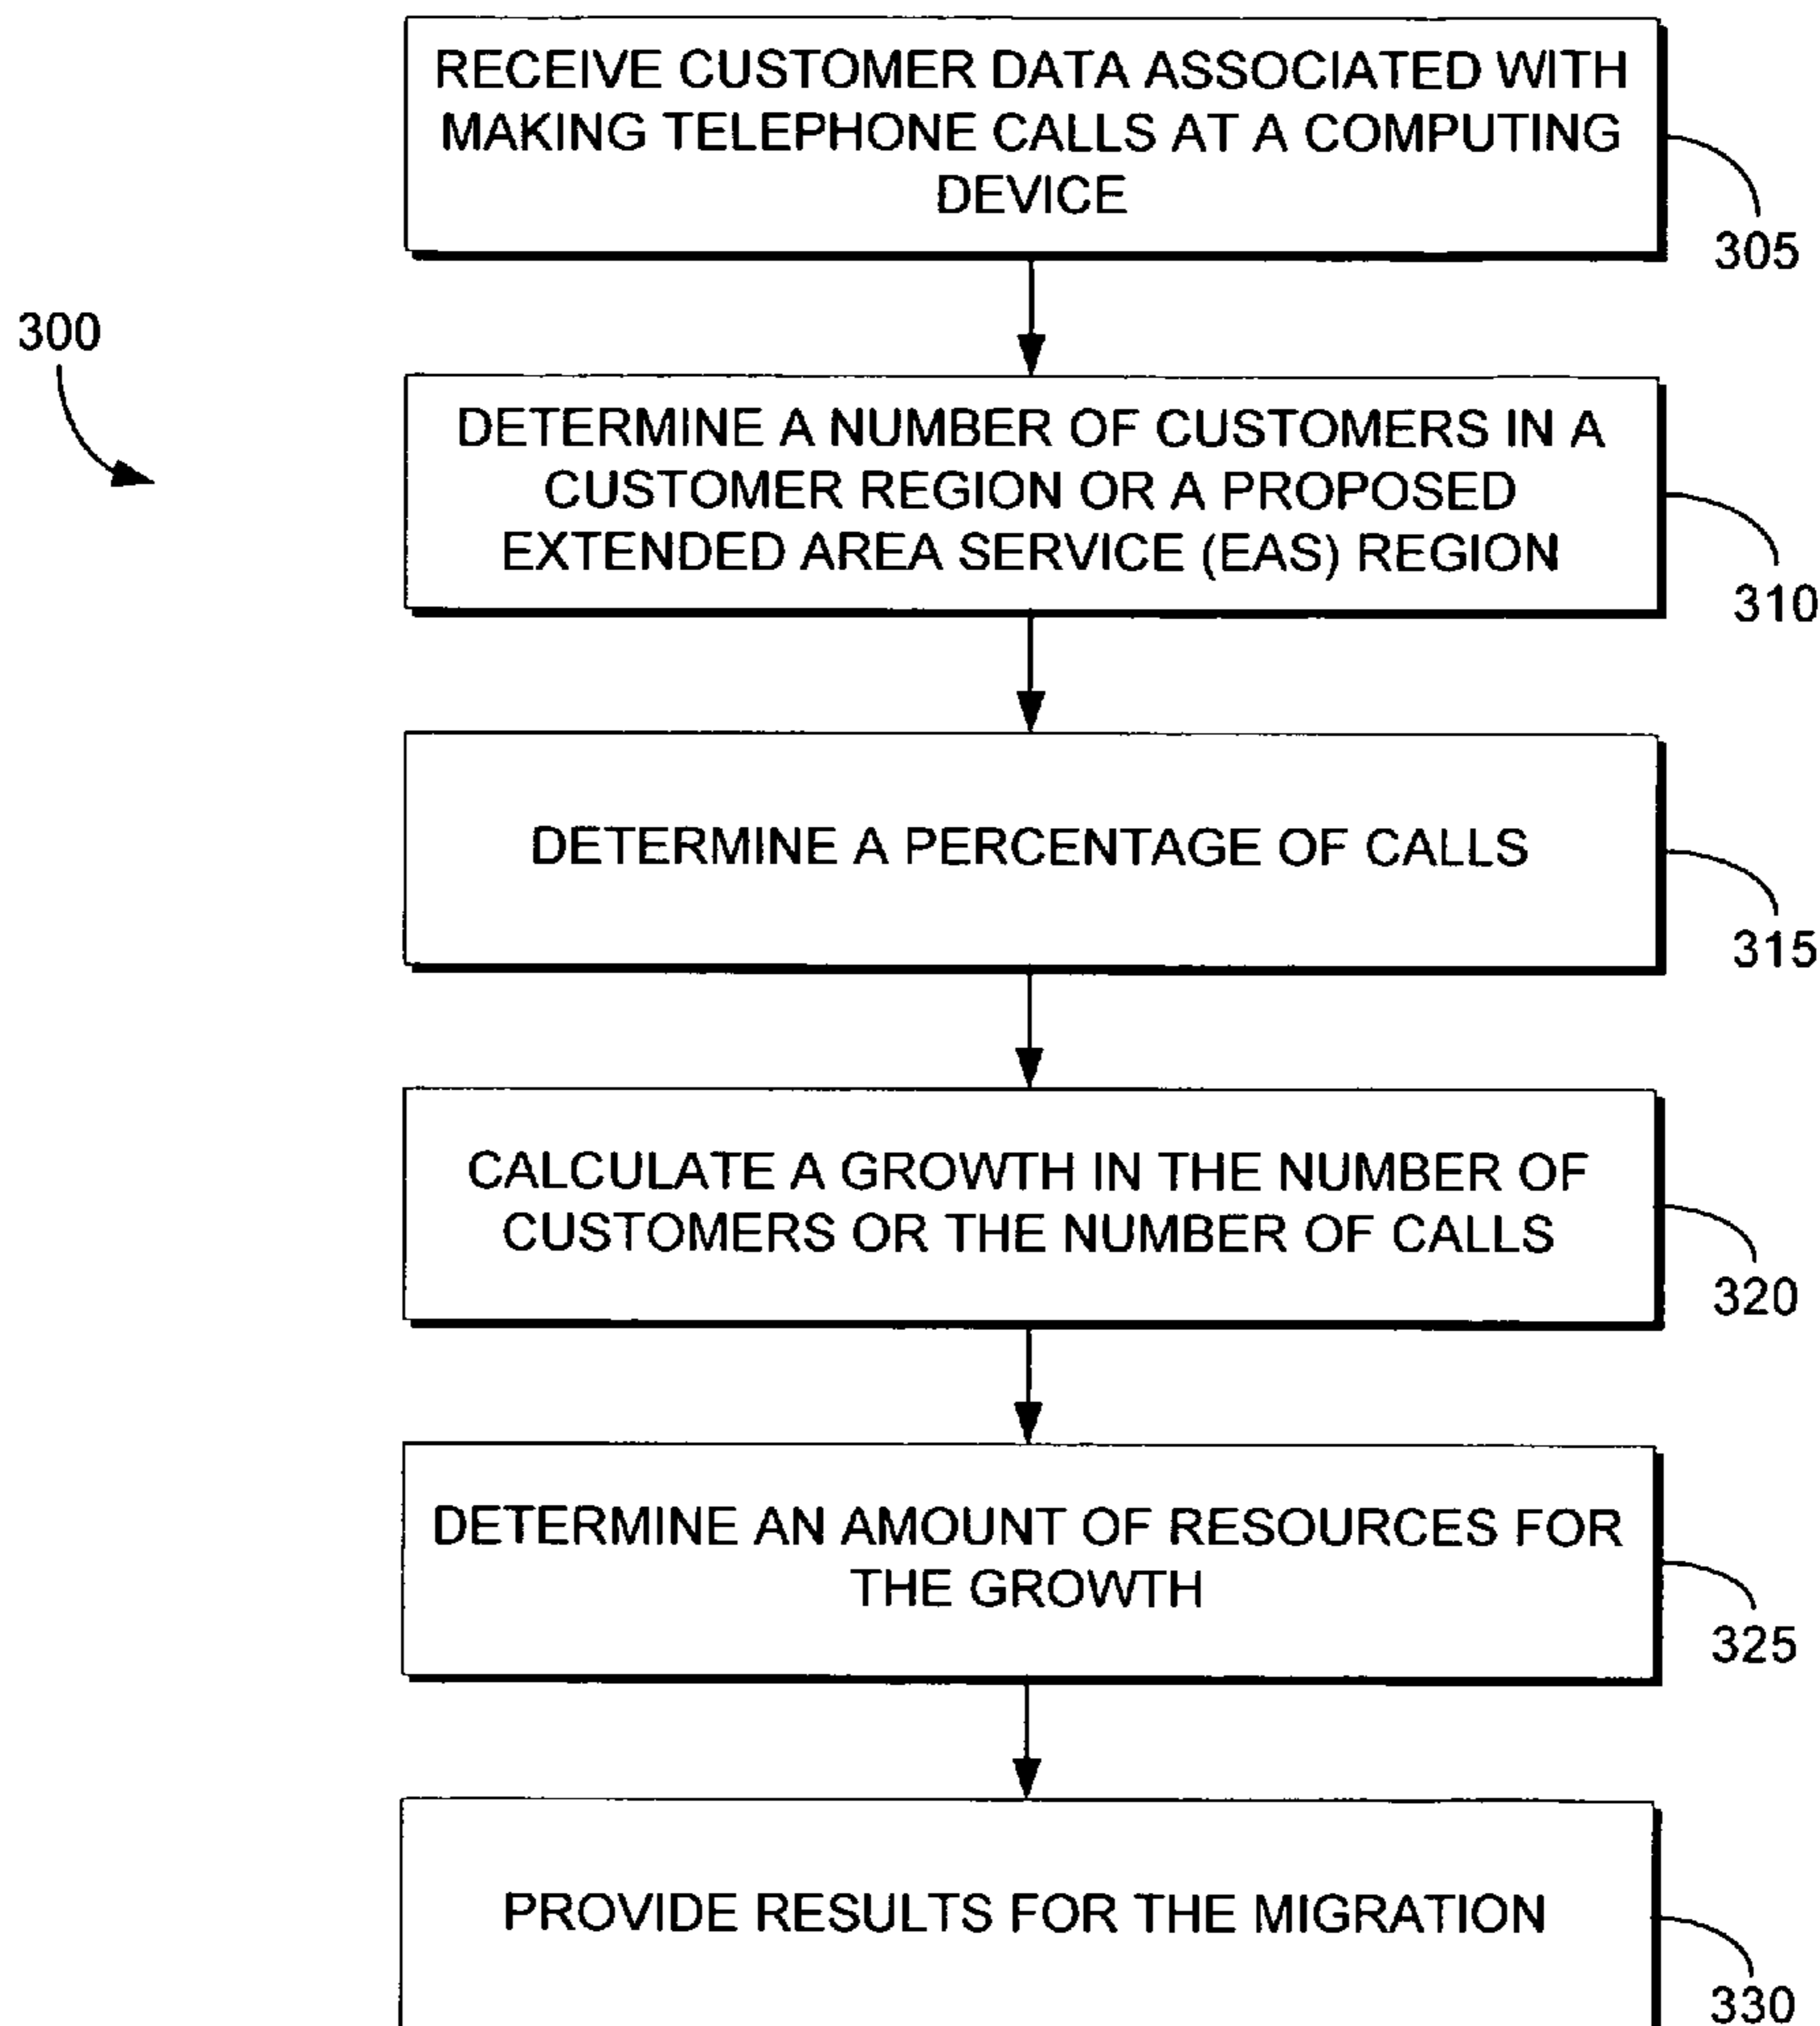 RECEIVE CUSTOMER DATA ASSOCIATED WITH
MAKING TELEPHONE CALLS AT A COMPUTING
DEVICE
305
300
DETERMINE A NUMBER OF CUSTOMERS IN A
CUSTOMER REGION OR A PROPOSED
EXTENDED AREA SERVICE (EAS) REGION
310
DETERMINE A PERCENTAGE OF CALLS
315
CALCULATE A GROWTH IN THE NUMBER OF
CUSTOMERS OR THE NUMBER OF CALLS
320
DETERMINE AN AMOUNT OF RESOURCES FOR
THE GROWTH
325
PROVIDE RESULTS FOR THE MIGRATION
330